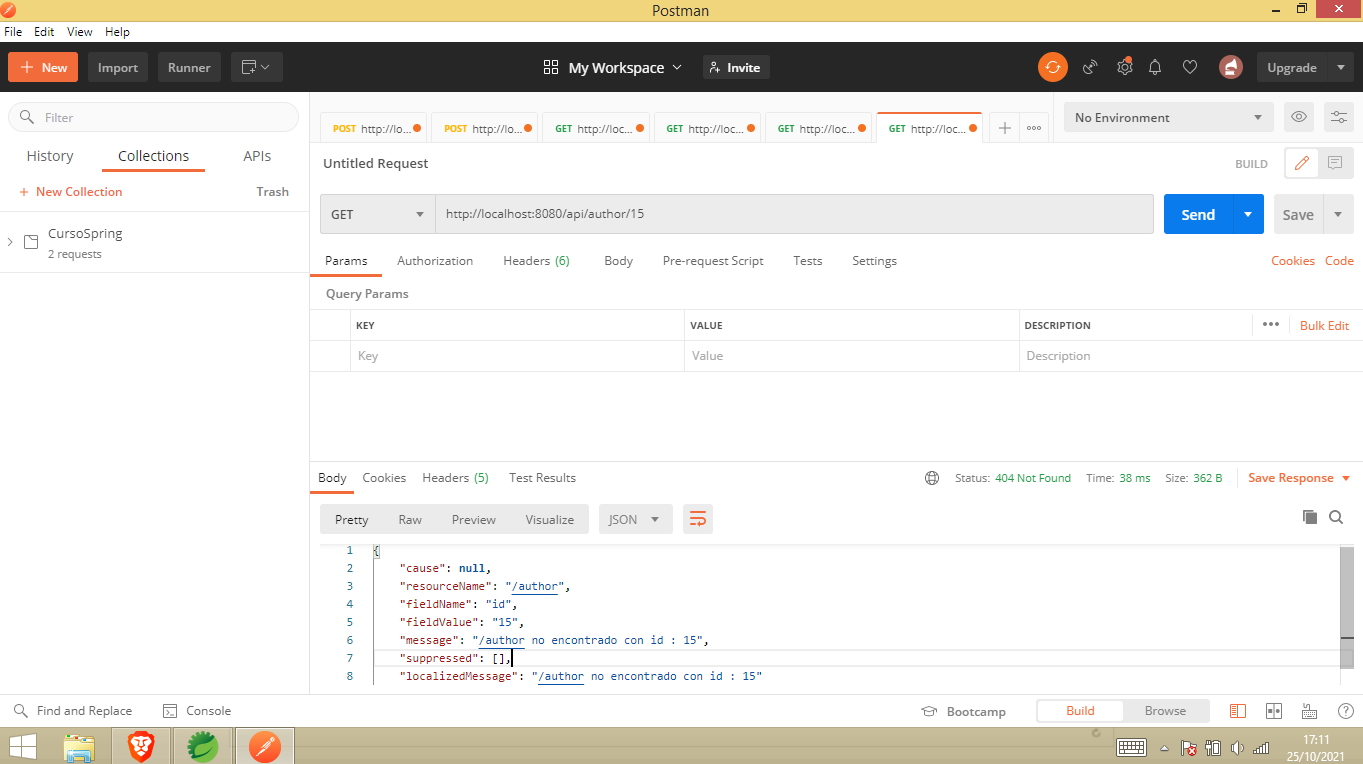 Postman
File Edit View Help
+ New Import Runner My Workspace Invite Upgrade
Filter
History Collections APIs
+ New Collection Trash
CursoSpring
2 requests
POST http://lo... POST http://lo... GET http://loc... GET http://loc... GET http://loc... GET http://loc... + ooo No Environment
Untitled Request BUILD
GET http://localhost:8080/api/author/15 Send Save
Params Authorization Headers (6) Body Pre-request Script Tests Settings Cookies Code
Query Params
KEY VALUE DESCRIPTION ••• Bulk Edit
Key Value Description
Body Cookies Headers (5) Test Results Status: 404 Not Found Time: 38 ms Size: 362 B Save Response
Pretty Raw Preview Visualize JSON
1 {
2 "cause": null,
3 "resourceName": "/author",
4 "fieldName": "id",
5 "fieldValue": "15",
6 "message": "/author no encontrado con id : 15",
7 "suppressed": [],
8 "localizedMessage": "/author no encontrado con id : 15"
Find and Replace Console Bootcamp Build Browse ?
17:11
25/10/2021